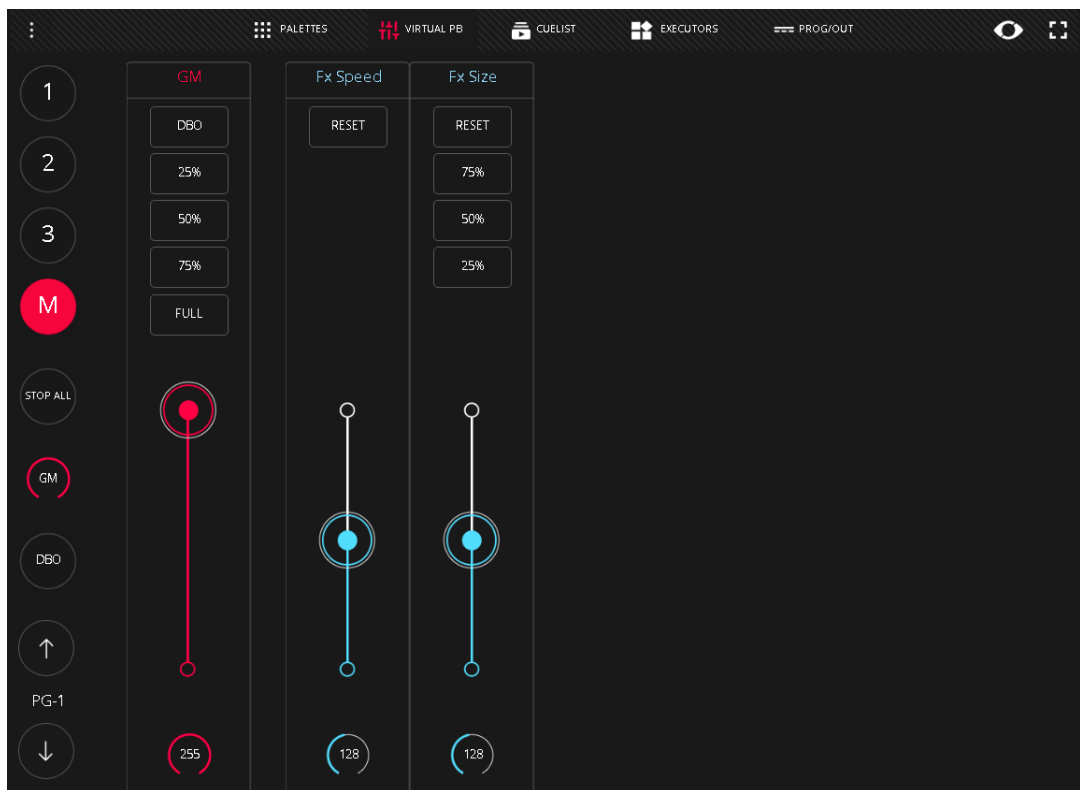 PALETTES
VIRTUAL PB
CUELIST
EXECUTORS
PROG/OUT
1
2
3
M
STOP ALL
GM
DBO
PG-1
GM
DBO
25%
50%
75%
FULL
255
Fx Speed
RESET
128
Fx Size
RESET
75%
50%
25%
128